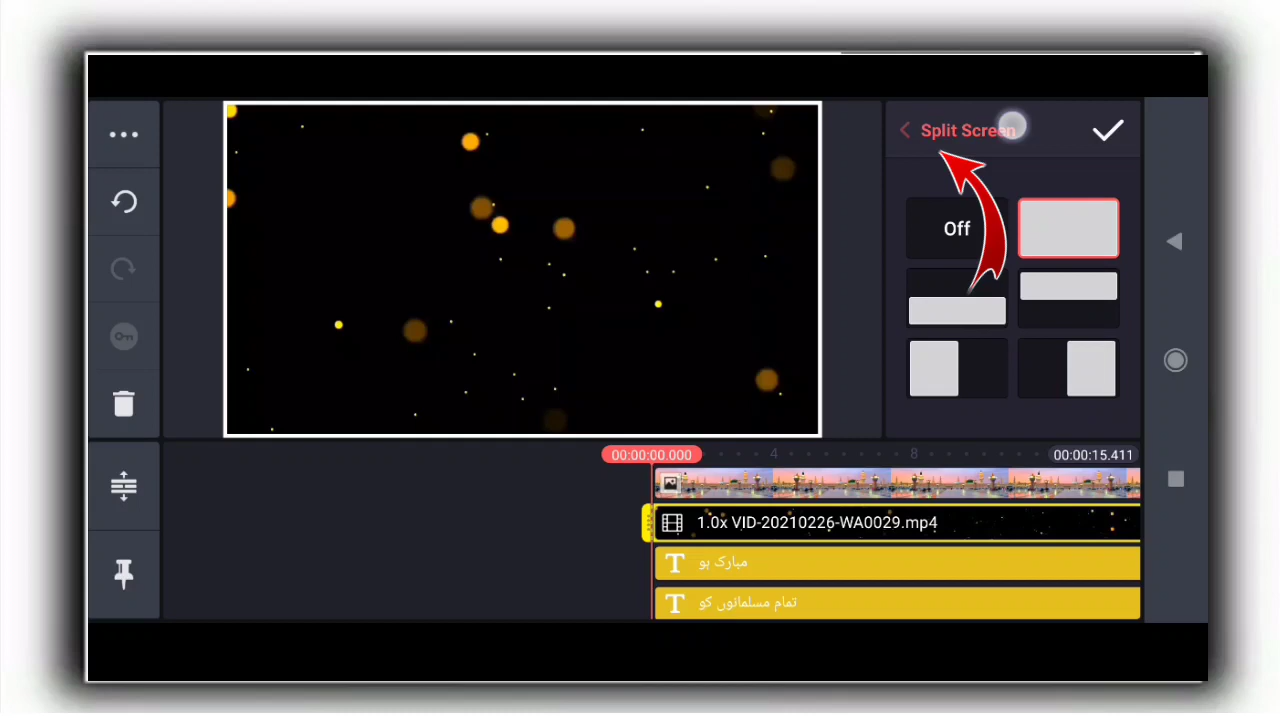 Split Screen
Off
00:00:00.000
4
8
00:00:15.411
1.0x VID-20210226-WA0029.mp4
T مبارک ہو
T تمام مسلمانوں کو